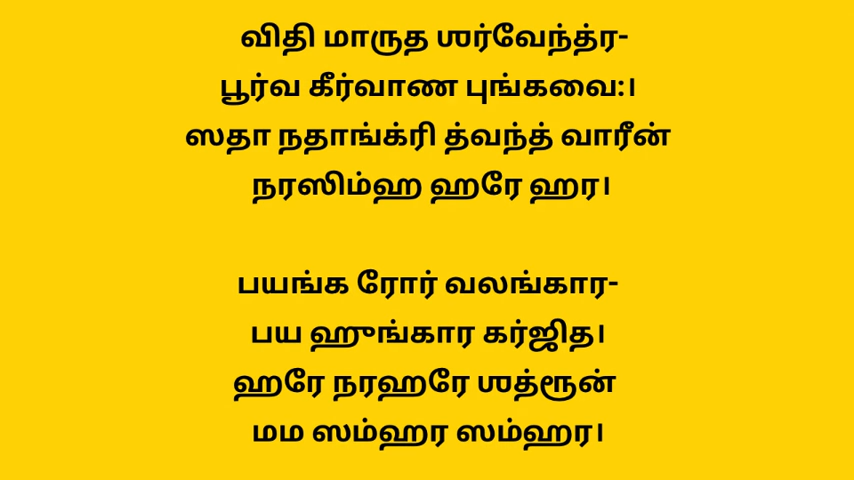 விதி மாருத ஶர்வேந்த்ர-
பூர்வ கீர்வாண புங்கவை:।
ஸதா நதாங்க்ரி த்வந்த் வாரீன்
நரஸிம்ஹ ஹரே ஹர।
பயங்க ரோர் வலங்கார-
பய ஹுங்கார கர்ஜித।
ஹரே நரஹரே ஶத்ரூன்
மம ஸம்ஹர ஸம்ஹர।